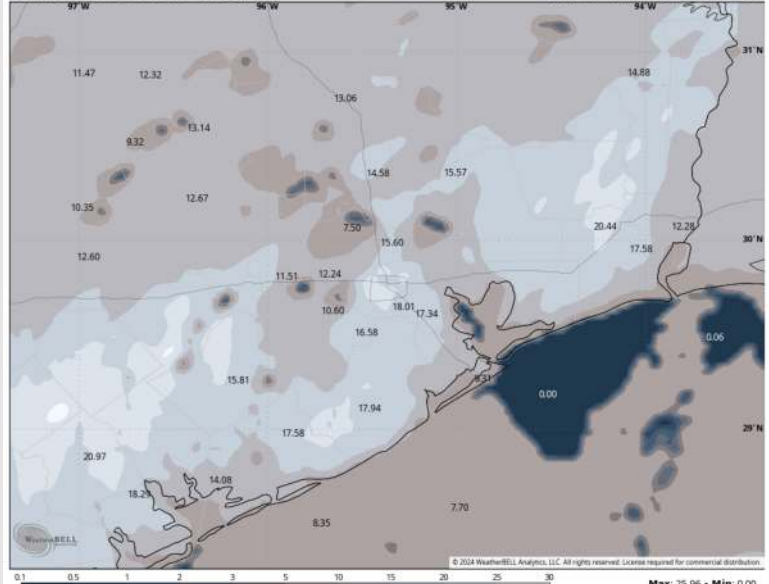 97°W 96°W 95°W 94°W
31°N
11.47 12.32 14.88
13.06
13.14
9.32
14.58 15.57
12.67
10.35
7.50 20.44 12.28
15.60 17.58 30°N
12.60
11.51 12.24
10.60 18.01 17.34
16.58 0.06
15.81 9.31
0.00
17.94
17.58 29°N
20.97
14.08
18.29
7.70
8.35
WeatherBELL
© 2024 WeatherBELL Analytics, LLC. All rights reserved. License required for commercial distribution.
0.1 0.5 1 2 3 5 10 15 20 25 30
Max: 25.96 • Min: 0.00